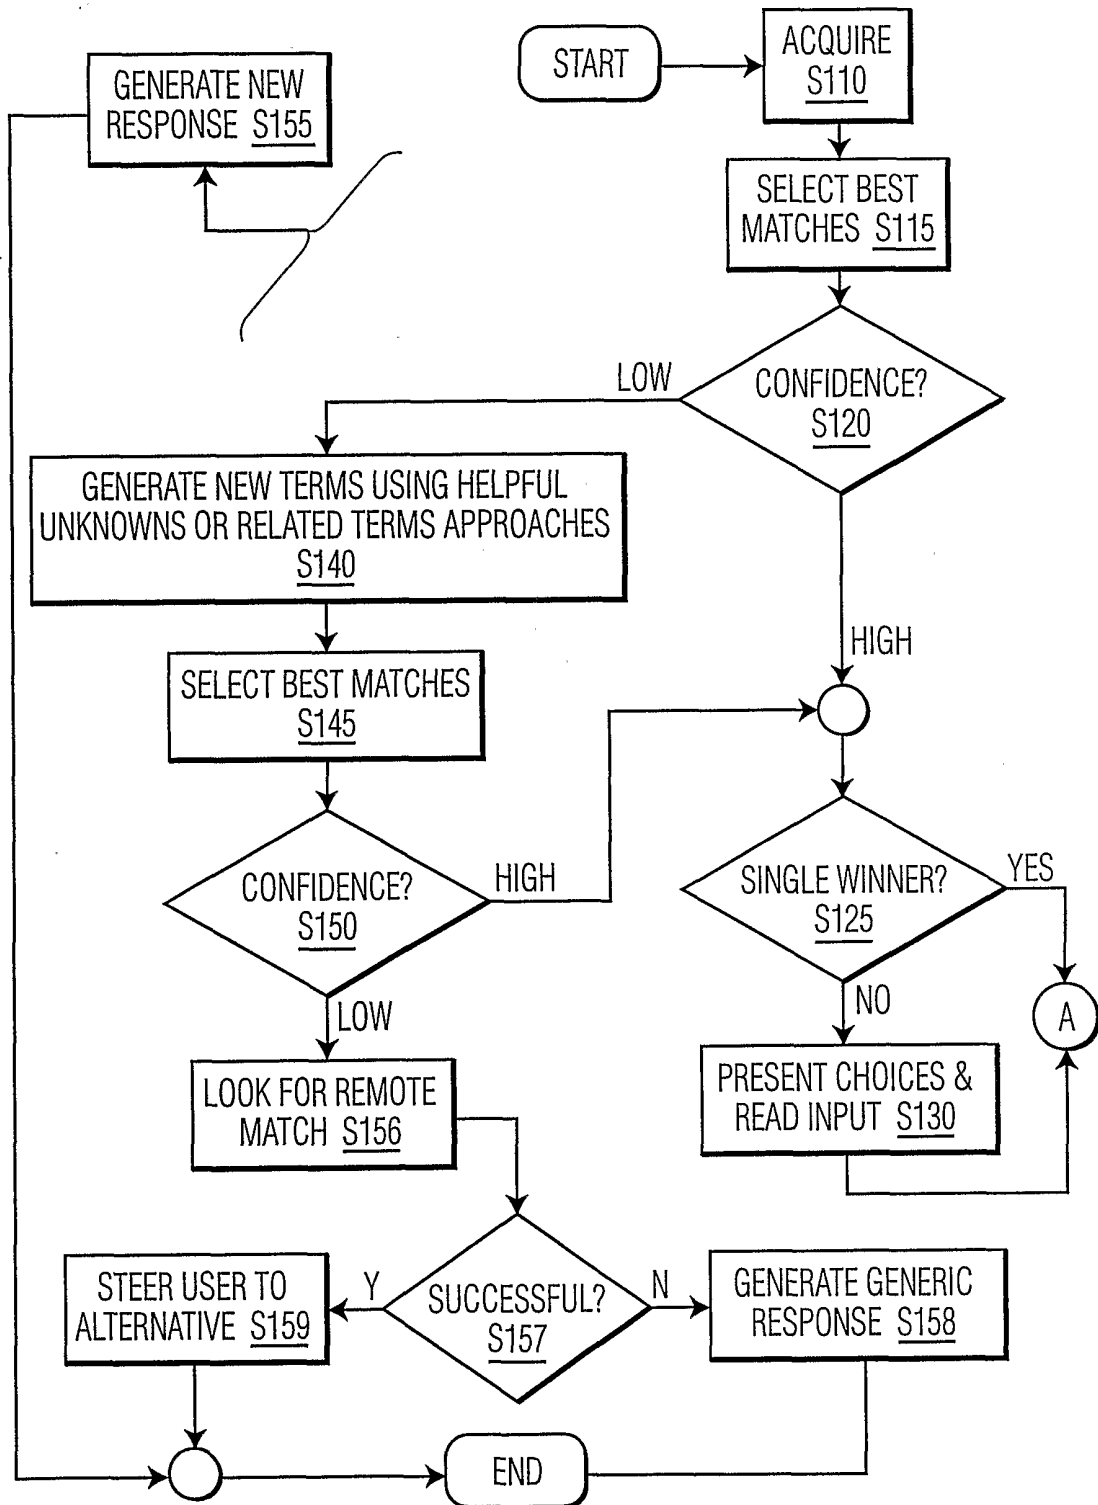 START
ACQUIRE
S110
GENERATE NEW
RESPONSE S155
SELECT BEST
MATCHES S115
LOW
CONFIDENCE?
S120
GENERATE NEW TERMS USING HELPFUL
UNKNOWNS OR RELATED TERMS APPROACHES
S140
HIGH
SELECT BEST MATCHES
S145
CONFIDENCE?
S150
HIGH
SINGLE WINNER?
S125
YES
LOW
NO
A
LOOK FOR REMOTE
MATCH S156
PRESENT CHOICES &
READ INPUT S130
STEER USER TO
ALTERNATIVE S159
Y
SUCCESSFUL?
S157
N
GENERATE GENERIC
RESPONSE S158
END